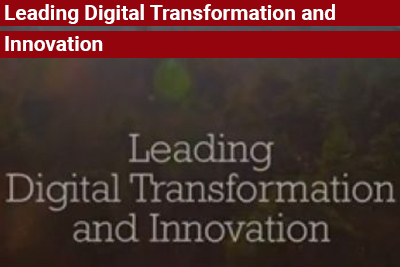 Leading Digital Transformation and
Innovation
Leading
Digital Transformation
and Innovation